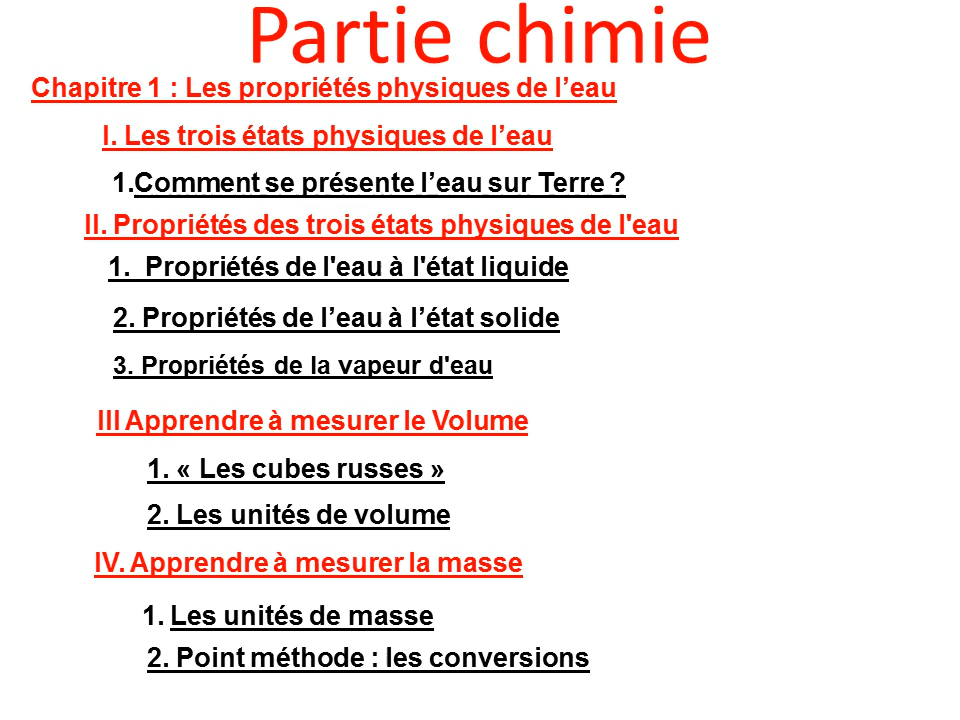 Partie chimie
Chapitre 1 : Les propriétés physiques de l’eau
I. Les trois états physiques de l’eau
1.Comment se présente l’eau sur Terre ?
II. Propriétés des trois états physiques de l'eau
1. Propriétés de l'eau à l'état liquide
2. Propriétés de l’eau à l’état solide
3. Propriétés de la vapeur d'eau
III Apprendre à mesurer le Volume
1. « Les cubes russes »
2. Les unités de volume
IV. Apprendre à mesurer la masse
1. Les unités de masse
2. Point méthode : les conversions